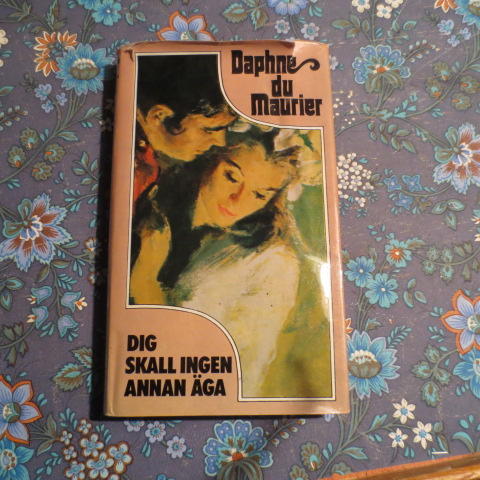 Daphne
du
Maurier
DIG
SKALL INGEN
ANNAN ÄGA